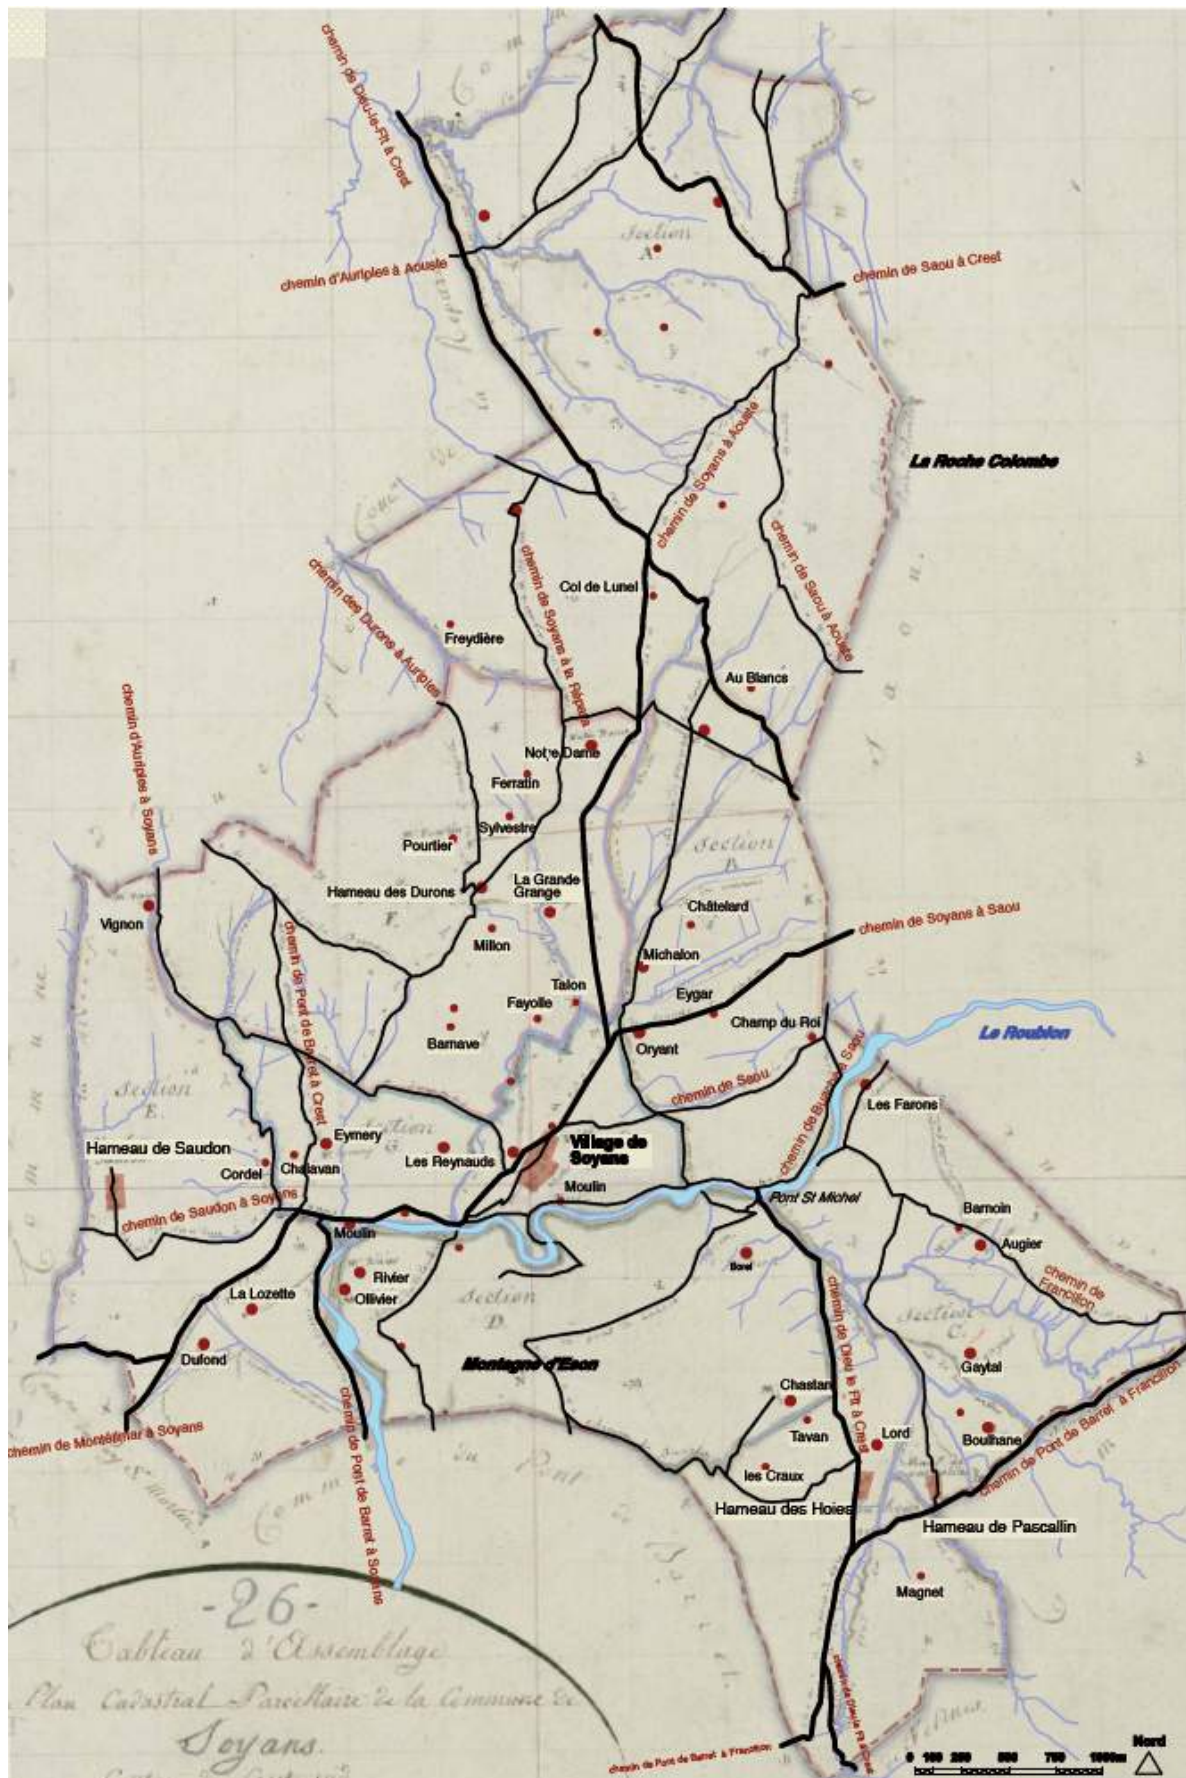 chemin de Dieu-le-Fit à Crest
chemin d'Auriples à Aouste
Section
A
chemin de Saou à Crest
La Roche Colombe
chemin de Soyans à Aouste
chemin de Saou à Aouste
Col de Lunel
chemin de Soyans à la Répara
chemin des Durons à Auriples
Freydière
Au Blancs
chemin d'Auriples à Soyans
Notre Dame
Ferratin
Sylvestre
Pourtier
Section
B.
Hameau des Durons
La Grande
Grange
F.
Vignon
Châtelard
chemin de Soyans à Saou
Millon
chemin de Pont de Barret à Crest
Michalon
Talon
Eygar
Fayolle
Champ du Roi
Barnave
Oryant
Le Roubion
chemin de Saou
Les Farons
Section
E.
Section
G
Eymery
Hameau de Saudon
Les Reynauds
Village de
Soyans
Cordel
Chalavan
Moulin
Pont St Michel
chemin de Saudon à Soyans
Moulin
Barnoin
Augier
Borel
chemin de
Francillon
Rivier
Ollivier
La Lozette
Section
D.
chemin de Dieu le Fit à Crest
Section
C.
Dufond
Montagne d'Eson
Gaytal
Chastan
Tavan
Lord
Boulhane
chemin de Pont de Barret à Francillon
chemin de Montélimar à Soyans
chemin de Pont de Barret à Soyans
Pont
les Craux
Hameau des Hoies
Hameau de Pascallin
Magnet
-26-
Tableau d'Assemblage
Plan Cadastral Parcellaire de la Commune de
Soyans.
chemin de Pont de Barret à Francillon
chemin de Dieu le Fit à Crest
Nord
0 100 250 500 750 1000m